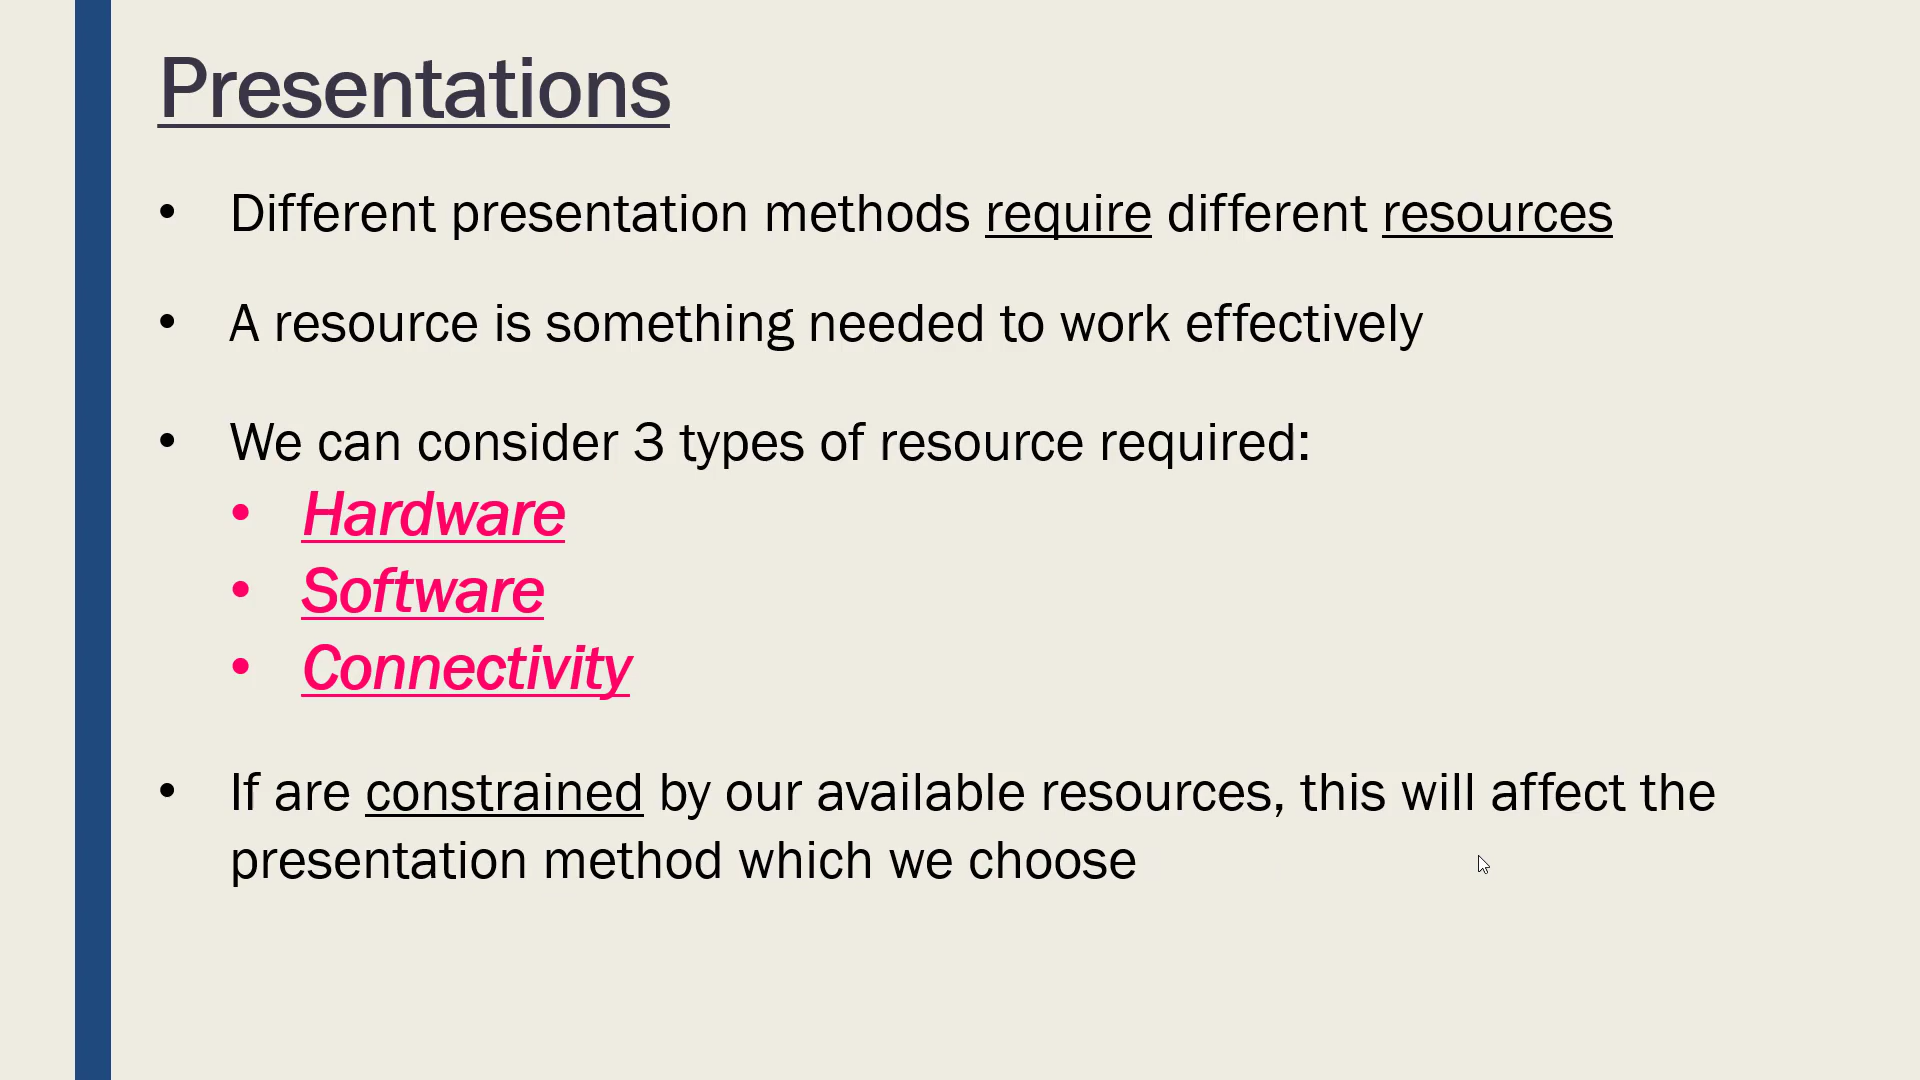 Presentations
• Different presentation methods require different resources
• A resource is something needed to work effectively
• We can consider 3 types of resource required:
• Hardware
• Software
• Connectivity
• If are constrained by our available resources, this will affect the
presentation method which we choose